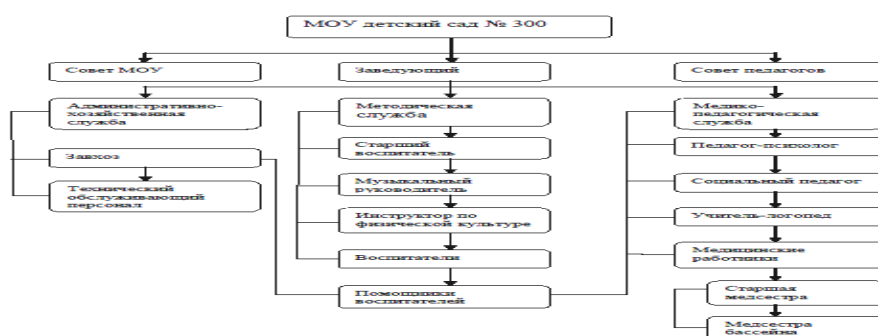 МОУ детский сад № 300
Совет МОУ
Заведующий
Совет педагогов
Административно-
хозяйственная
служба
Завхоз
Технический
обслуживающий
персонал
Методическая
служба
Старший
воспитатель
Музыкальный
руководитель
Инструктор по
физической культуре
Воспитатели
Помощники
воспитателей
Медико-
педагогическая
служба
Педагог-психолог
Социальный педагог
Учитель-логопед
Медицинские
работники
Старшая
медсестра
Медсестра
бассейна